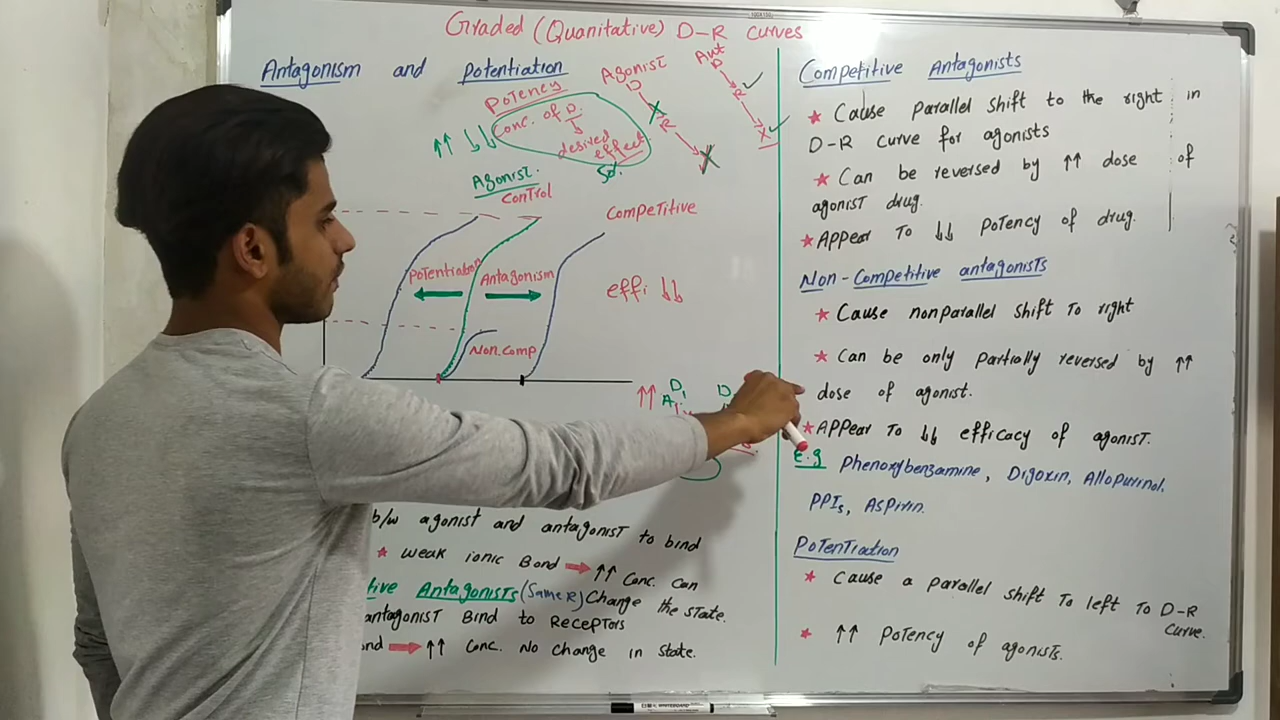 Graded (Quanitative) D-R curves
Antagonism and potentiation
Potency
↑↑ ↓↓ Conc. of D.
desired
effect
50.
Agonist
D
R
X
Ant
D
R
X
Agonist.
Control
Competitive
Potentiation
Antagonism
effi ↓↓
Non.comp
↑↑ D
A
D
b/w agonist and antagonist to bind
* weak ionic Bond → ↑↑ Conc. Can
Change the state.
tive Antagonists (Same R)
antagonist Bind to Receptors
nd → ↑↑ Conc. No change in state.
Competitive Antagonists
* Cause parallel shift to the right in
D-R curve for agonists
* Can be reversed by ↑↑ dose of
agonist drug.
* Appear To ↓↓ potency of drug.
Non-Competitive antagonists
* Cause nonparallel shift To right
* Can be only partially reversed by ↑↑
dose of agonist.
* Appear To ↓↓ efficacy of agonist.
e.g Phenoxybenzamine, Digoxin, Allopurinol,
PPIs, Aspirin.
Potentiation
* Cause a parallel shift To left To D-R
Curve.
* ↑↑ Potency of agonists.